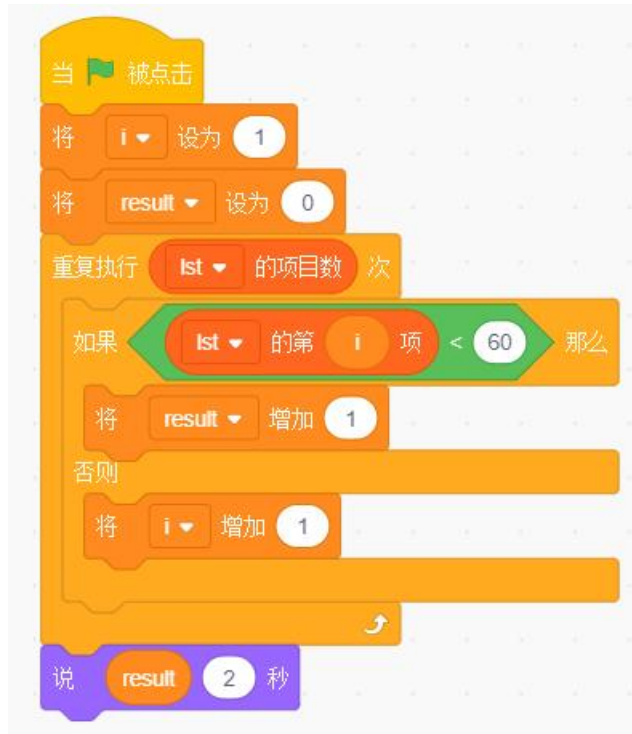 当 被点击
将 i 设为 1
将 result 设为 0
重复执行 lst 的项目数 次
如果 lst 的第 i 项 < 60 那么
将 result 增加 1
否则
将 i 增加 1
说 result 2 秒